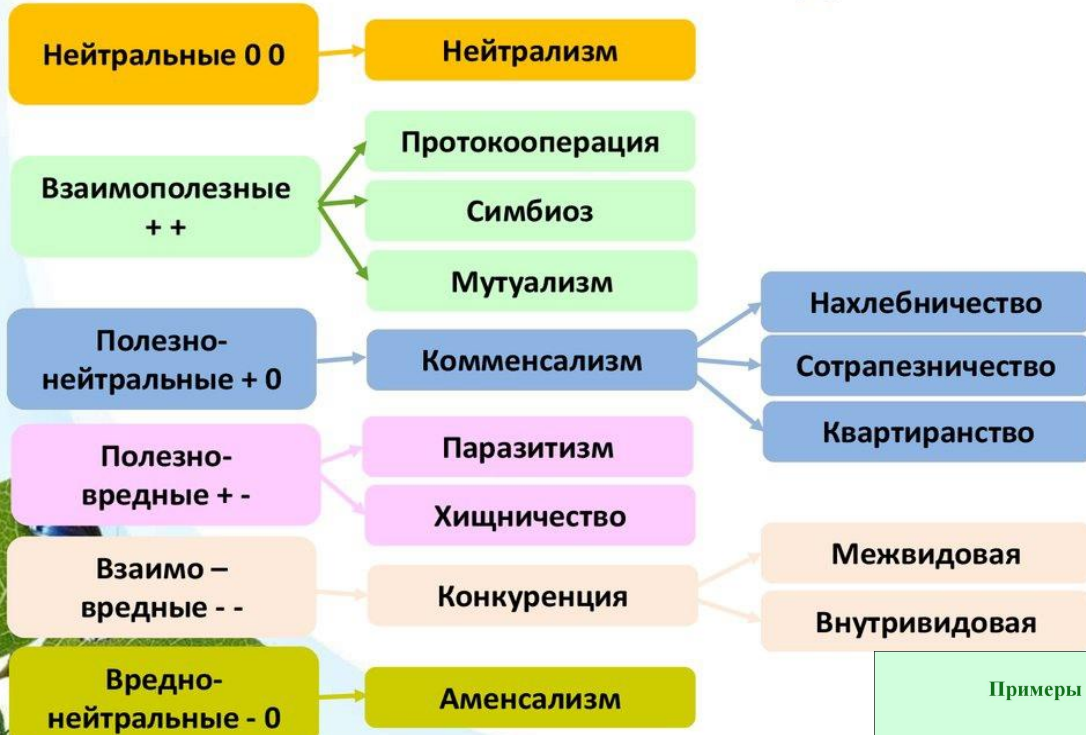 Нейтральные 0 0
Нейтрализм
Взаимополезные
+ +
Протокооперация
Симбиоз
Мутуализм
Полезно-
нейтральные + 0
Комменсализм
Нахлебничество
Сотрапезничество
Квартиранство
Полезно-
вредные + -
Паразитизм
Хищничество
Взаимо –
вредные - -
Конкуренция
Межвидовая
Внутривидовая
Вредно-
нейтральные - 0
Аменсализм
Примеры